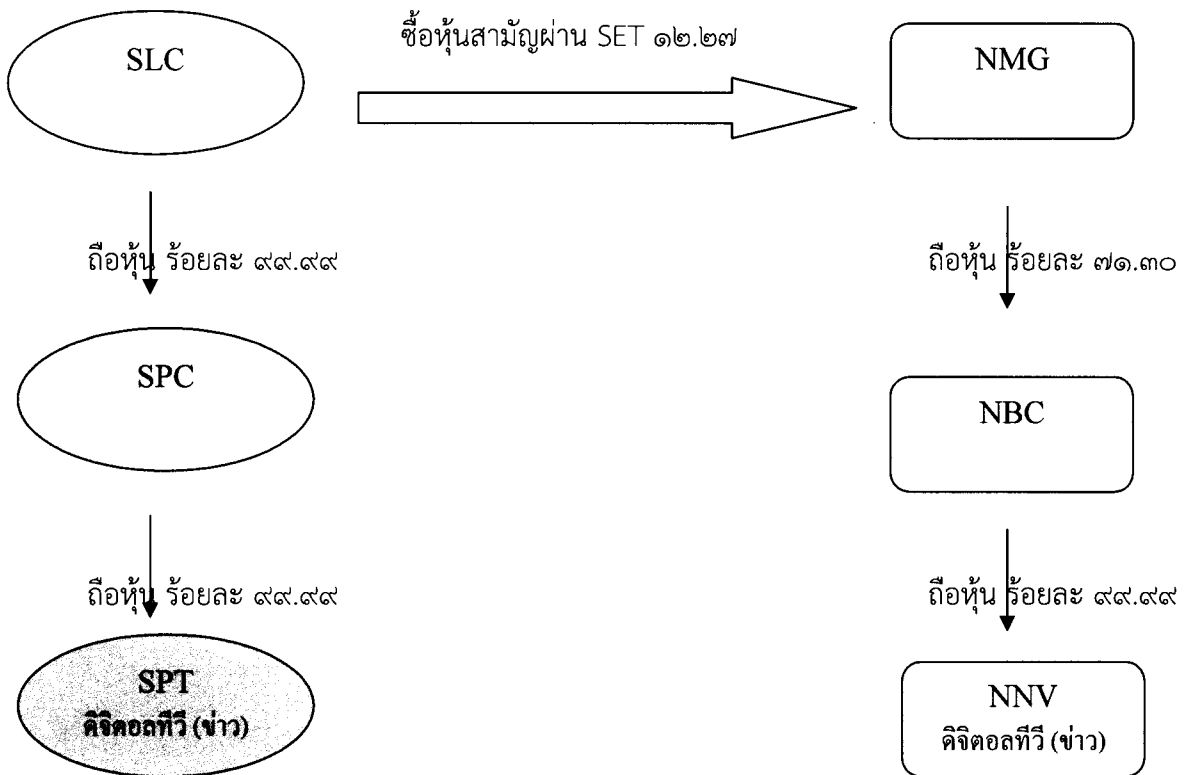 ซื้อหุ้นสามัญผ่าน SET ๑๒.๒๗
SLC
NMG
ถือหุ้น ร้อยละ ๙๙.๙๙
ถือหุ้น ร้อยละ ๗๑.๓๐
SPC
NBC
ถือหุ้น ร้อยละ ๙๙.๙๙
ถือหุ้น ร้อยละ ๙๙.๙๙
SPT
ดิจิตอลทีวี (ข่าว)
NNV
ดิจิตอลทีวี (ข่าว)